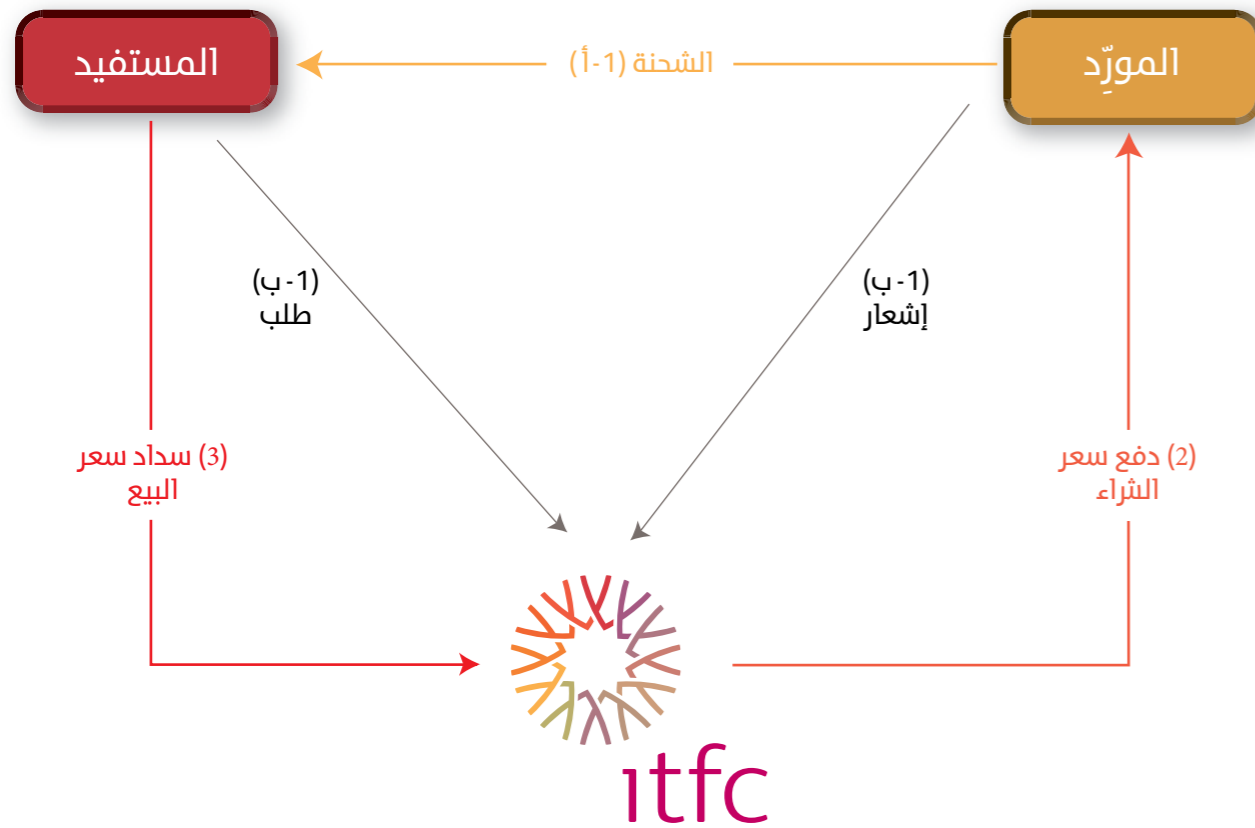 المورِّد
الشحنة (1-أ)
المستفيد
(1-ب)
إشعار
(1-ب)
طلب
(2) دفع سعر
الشراء
(3) سداد سعر
البيع
itfc